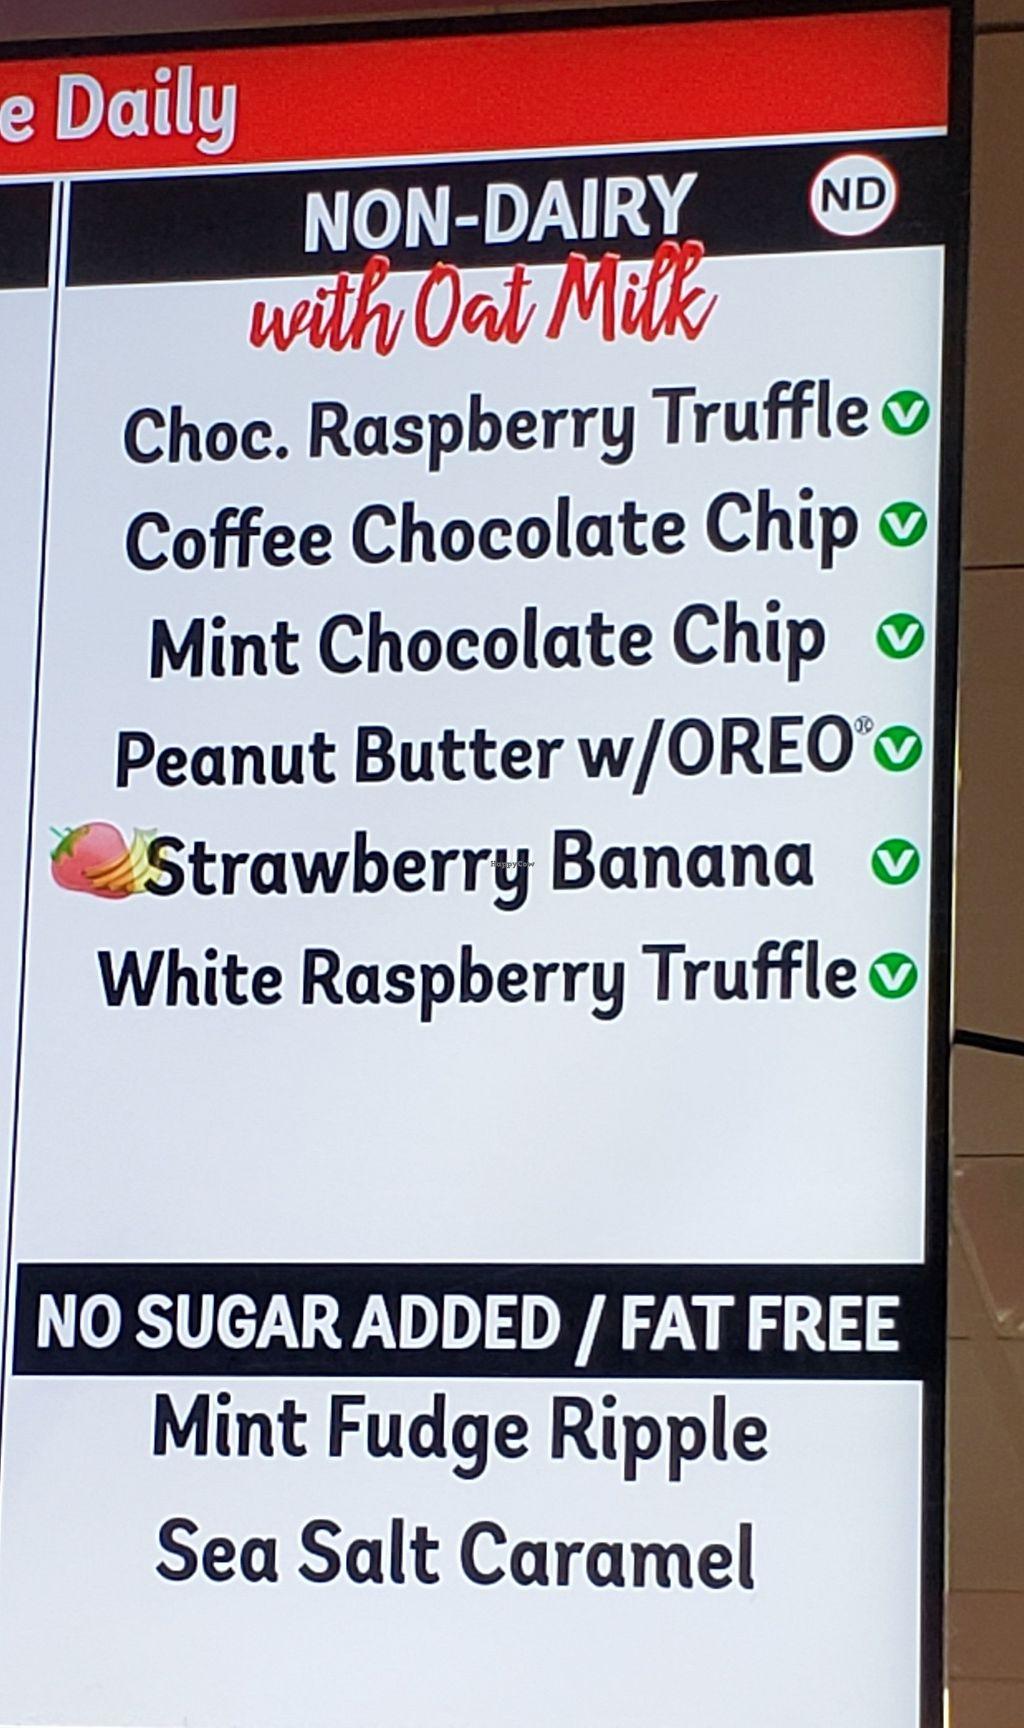 e Daily
NON-DAIRY
ND
with Oat Milk
Choc. Raspberry Truffle V
Coffee Chocolate Chip V
Mint Chocolate Chip V
Peanut Butter w/OREO® V
Strawberry Banana V
HappyCow
White Raspberry Truffle V
NO SUGAR ADDED / FAT FREE
Mint Fudge Ripple
Sea Salt Caramel